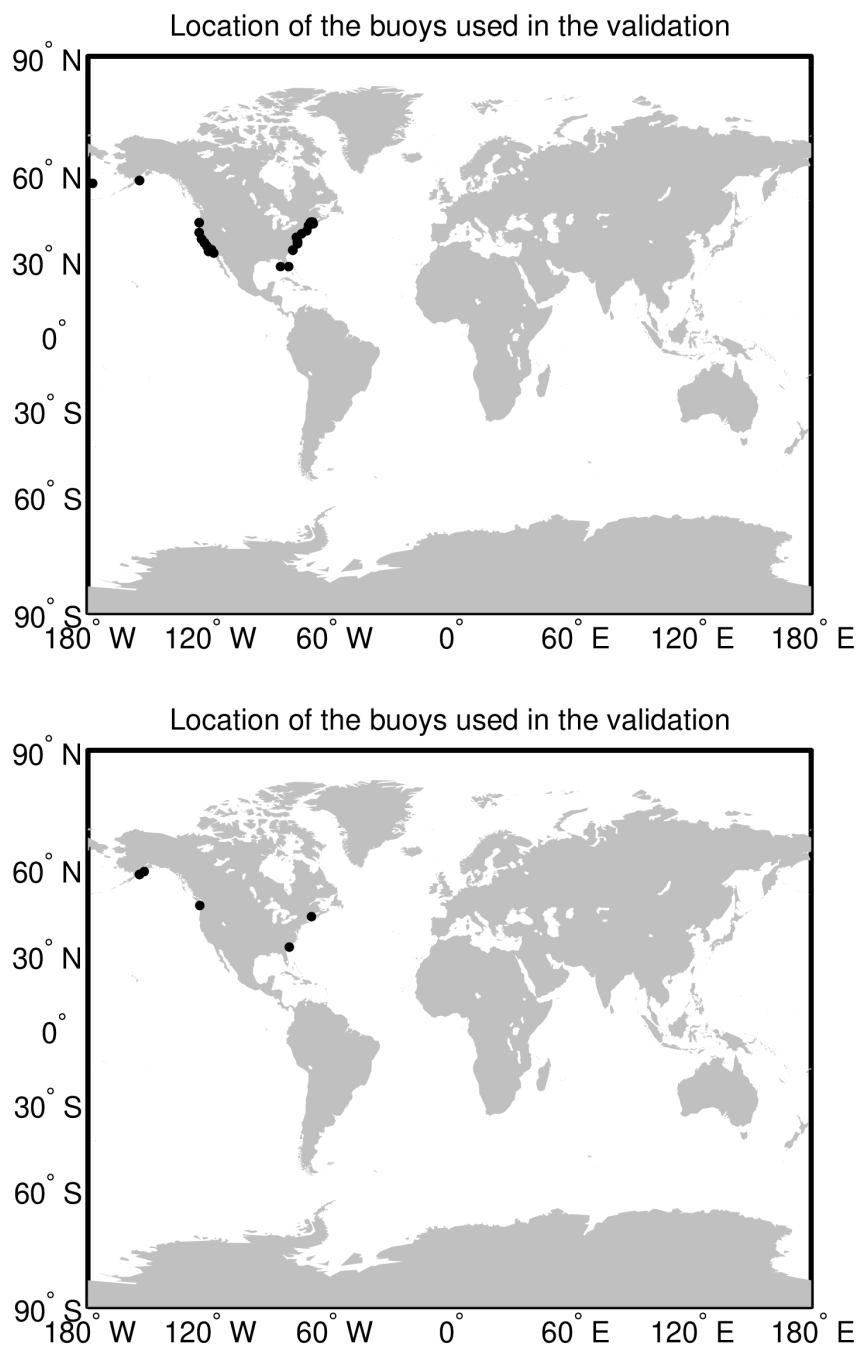 Location of the buoys used in the validation
90° N
60° N
30° N
0°
30° S
60° S
90° S
180° W 120° W 60° W 0° 60° E 120° E 180° E
Location of the buoys used in the validation
90° N
60° N
30° N
0°
30° S
60° S
90° S
180° W 120° W 60° W 0° 60° E 120° E 180° E